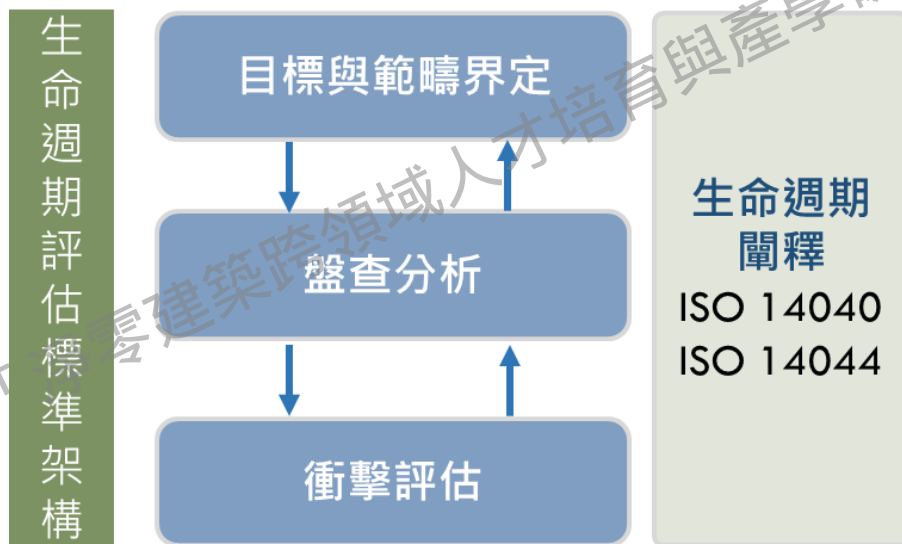 生命週期評估標準架構
目標與範疇界定
盤查分析
衝擊評估
生命週期
闡釋
ISO 14040
ISO 14044
零建築跨領域人才培育與產學